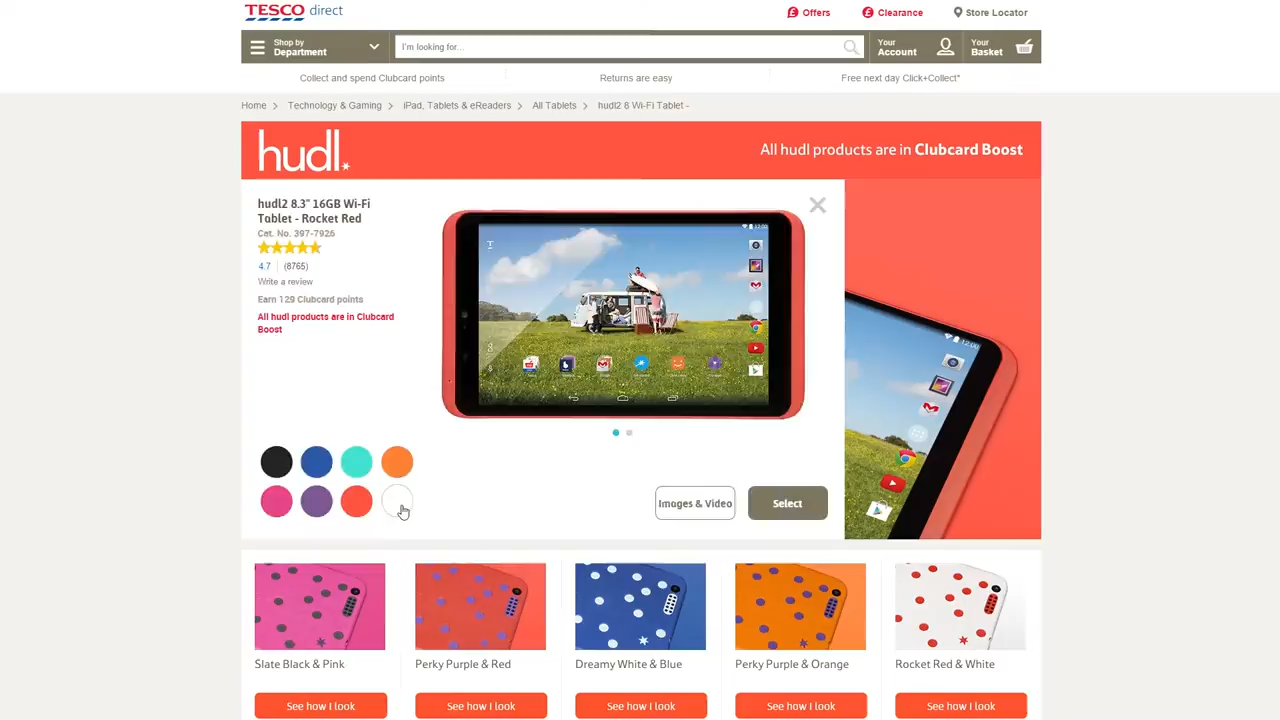 TESCO direct
Offers
Clearance
Store Locator
Shop by
Department
I'm looking for...
Your
Account
Your
Basket
Collect and spend Clubcard points
Returns are easy
Free next day Click+Collect*
Home
Technology & Gaming
iPad, Tablets & eReaders
All Tablets
hudl2 8 Wi-Fi Tablet -
hudl
All hudl products are in Clubcard Boost
hudl2 8.3" 16GB Wi-Fi
Tablet - Rocket Red
Cat. No. 397-7926
4.7 (8765)
Write a review
Earn 129 Clubcard points
All hudl products are in Clubcard
Boost
12:00
Images & Video
Select
Slate Black & Pink
Perky Purple & Red
Dreamy White & Blue
Perky Purple & Orange
Rocket Red & White
See how I look
See how I look
See how I look
See how I look
See how I look